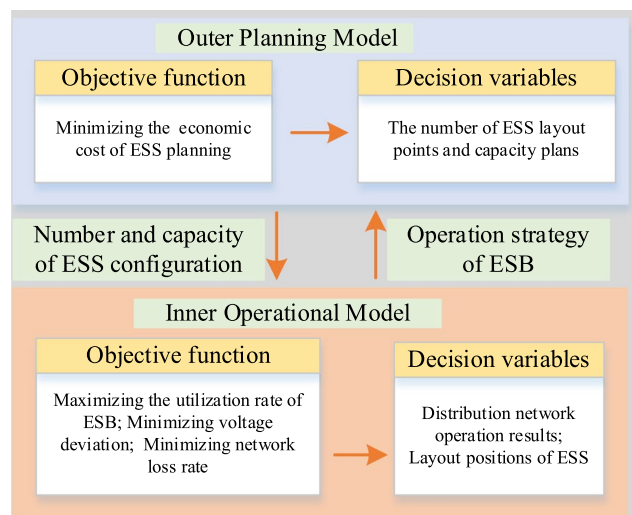 Outer Planning Model
Objective function
Minimizing the economic
cost of ESS planning
Decision variables
The number of ESS layout
points and capacity plans
Number and capacity
of ESS configuration
Operation strategy
of ESB
Inner Operational Model
Objective function
Maximizing the utilization rate of
ESB; Minimizing voltage
deviation; Minimizing network
loss rate
Decision variables
Distribution network
operation results;
Layout positions of ESS